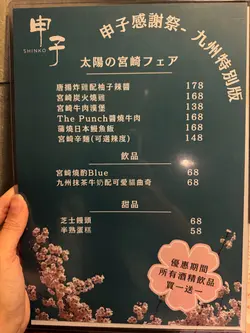 申子
SHINKO
申子感謝祭-九州特別版
太陽の宮崎フェア
唐揚炸雞配柚子辣醬 178
宮崎炭火燒雞 168
宮崎牛肉漢堡 138
The Punch醬燒牛肉 168
蒲燒日本鰻魚飯 168
宮崎辛麵(可選辣度) 148
飲品
宮崎燒酌Blue 68
九州抹茶牛奶配可愛貓曲奇 68
甜品
芝士饅頭 68
半熟蛋糕 58
優惠期間
所有酒精飲品
買一送一